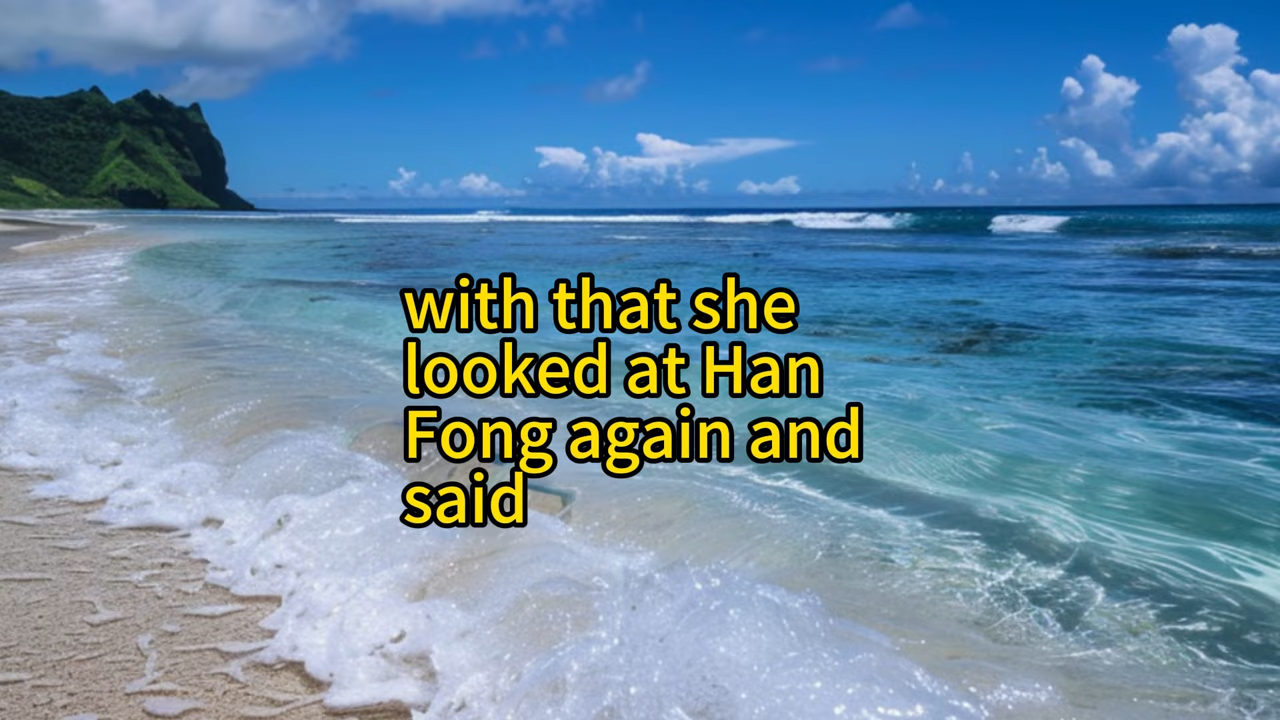 with that she
looked at Han
Fong again and
said